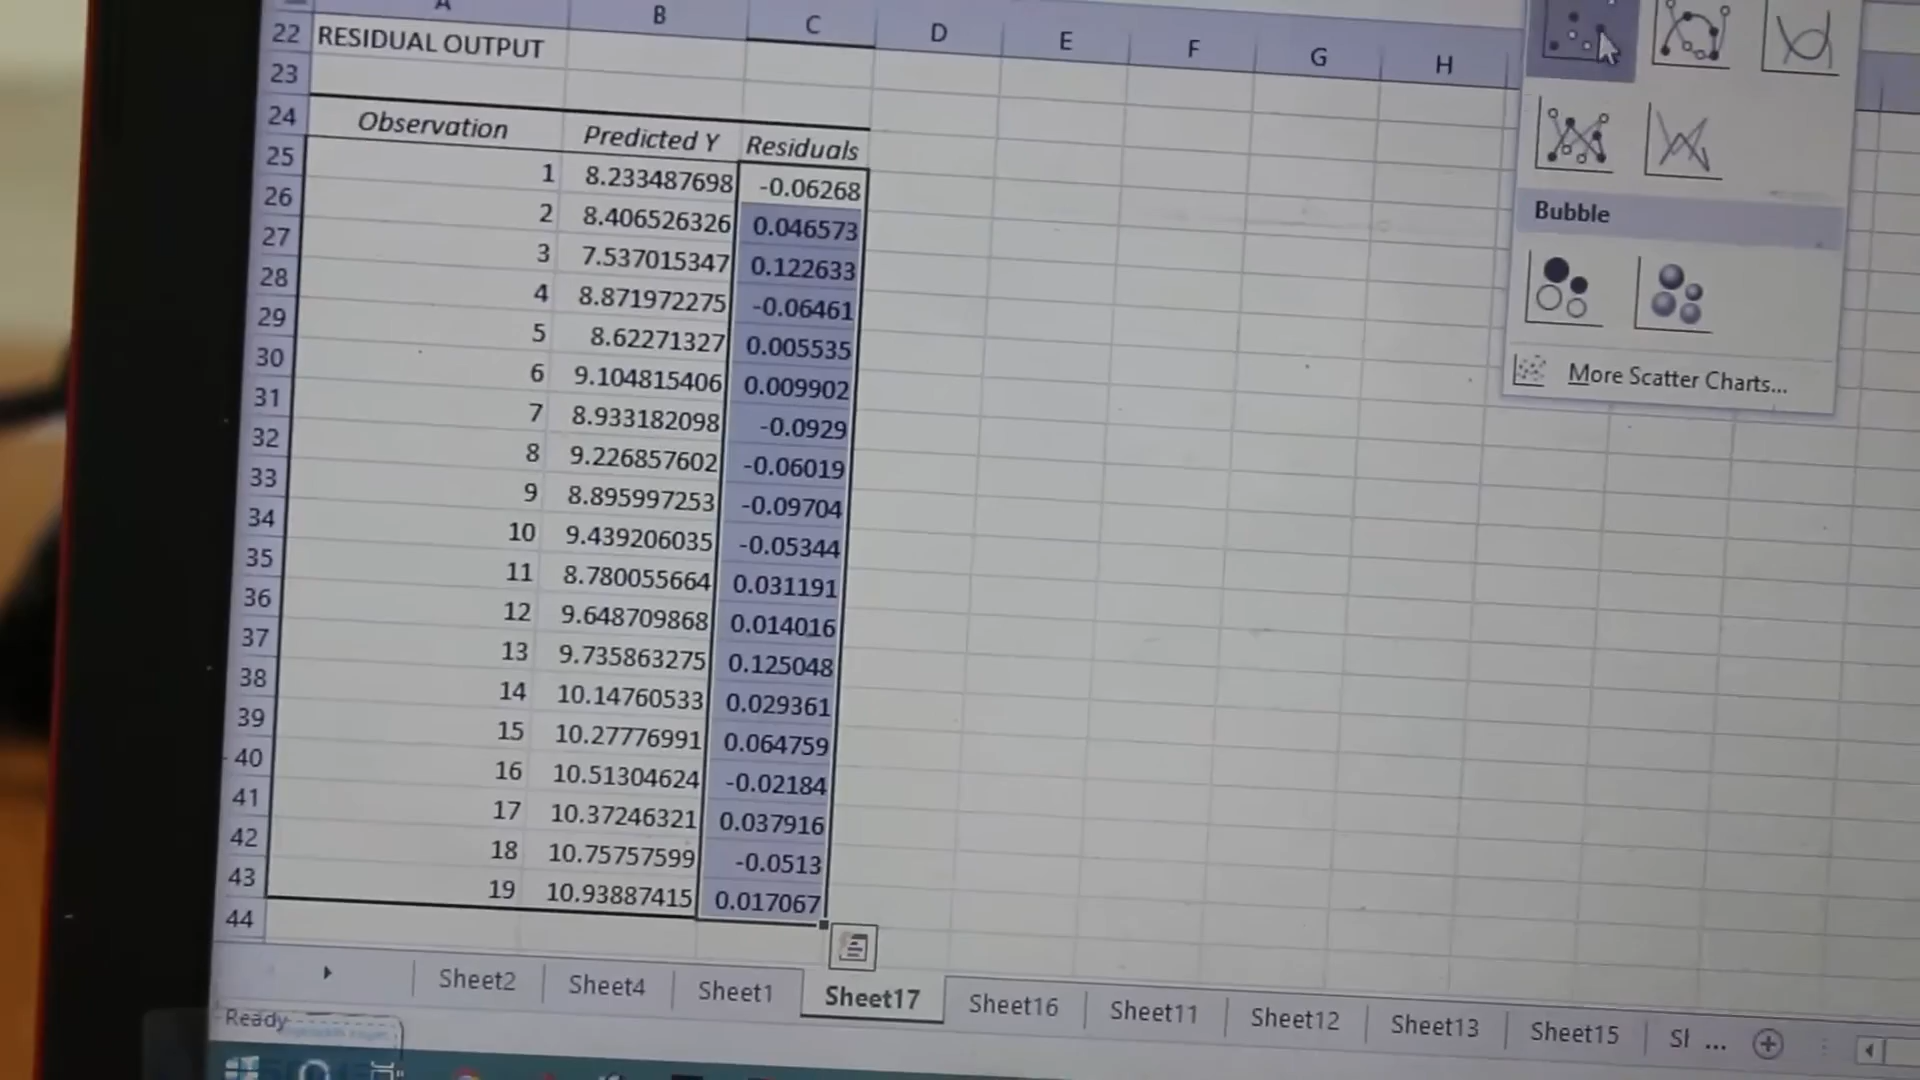 A B C D E F G H
22 RESIDUAL OUTPUT
23
24 Observation Predicted Y Residuals
25 1 8.233487698 -0.06268
26 2 8.406526326 0.046573
27 3 7.537015347 0.122633
28 4 8.871972275 -0.06461
29 5 8.62271327 0.005535
30 6 9.104815406 0.009902
31 7 8.933182098 -0.0929
32 8 9.226857602 -0.06019
33 9 8.895997253 -0.09704
34 10 9.439206035 -0.05344
35 11 8.780055664 0.031191
36 12 9.648709868 0.014016
37 13 9.735863275 0.125048
38 14 10.14760533 0.029361
39 15 10.27776991 0.064759
40 16 10.51304624 -0.02184
41 17 10.37246321 0.037916
42 18 10.75757599 -0.0513
43 19 10.93887415 0.017067
44
Bubble
More Scatter Charts...
Sheet2 Sheet4 Sheet1 Sheet17 Sheet16 Sheet11 Sheet12 Sheet13 Sheet15 Sl ...
Ready